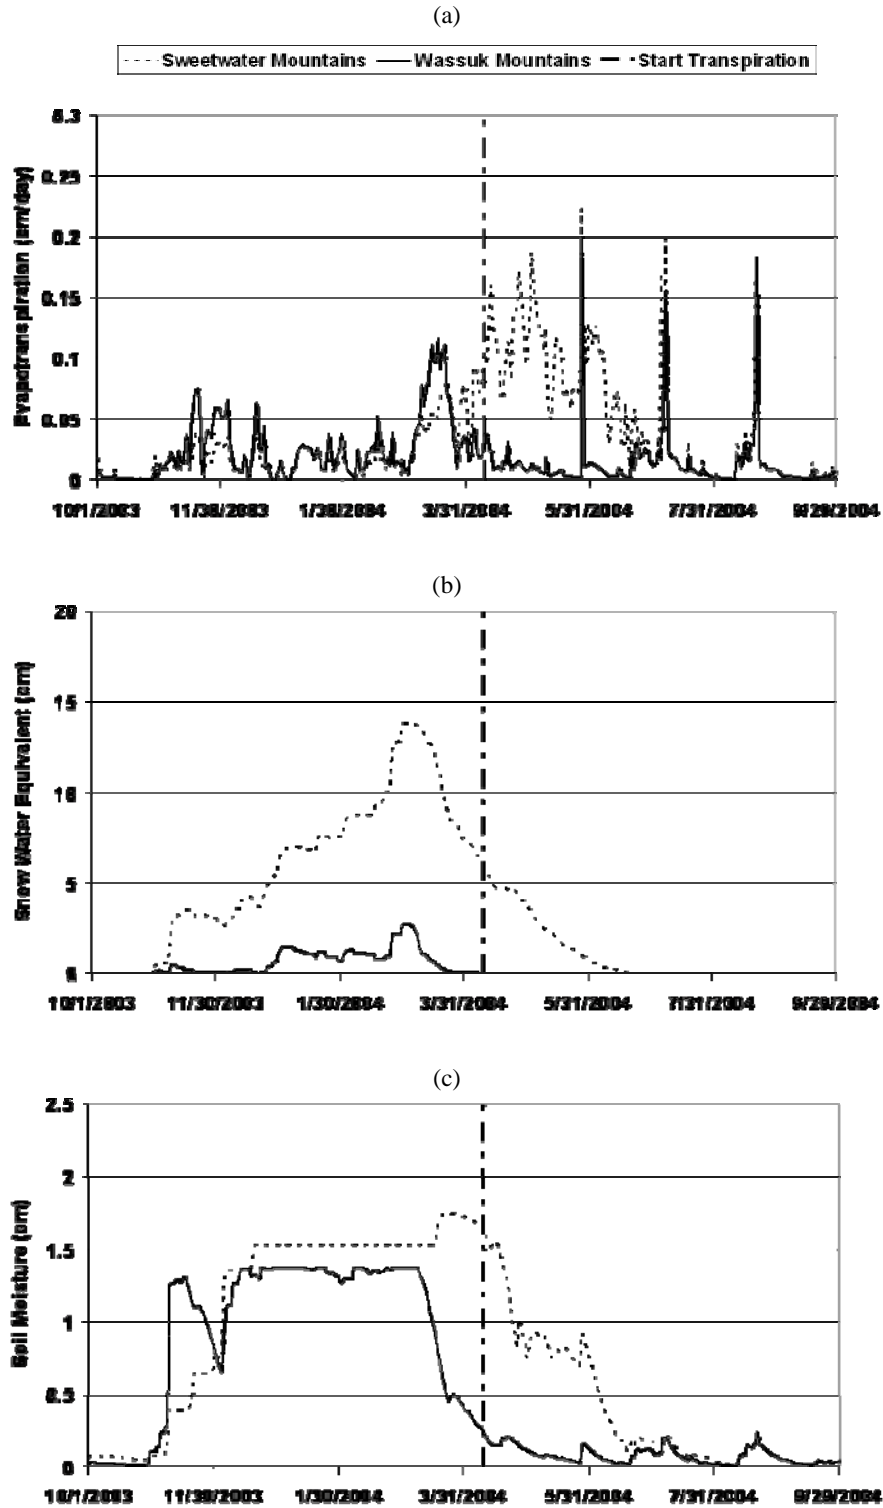 (a)
Sweetwater Mountains Wassuk Mountains Start Transpiration
Evapotranspiration (cm/day)
0.3
0.25
0.2
0.15
0.1
0.05
0
10/1/2003 11/30/2003 1/30/2004 3/31/2004 5/31/2004 7/31/2004 9/29/2004
(b)
Snow Water Equivalent (cm)
20
15
10
5
0
10/1/2003 11/30/2003 1/30/2004 3/31/2004 5/31/2004 7/31/2004 9/29/2004
(c)
Soil Moisture (cm)
2.5
2
1.5
1
0.5
0
10/1/2003 11/30/2003 1/30/2004 3/31/2004 5/31/2004 7/31/2004 9/29/2004